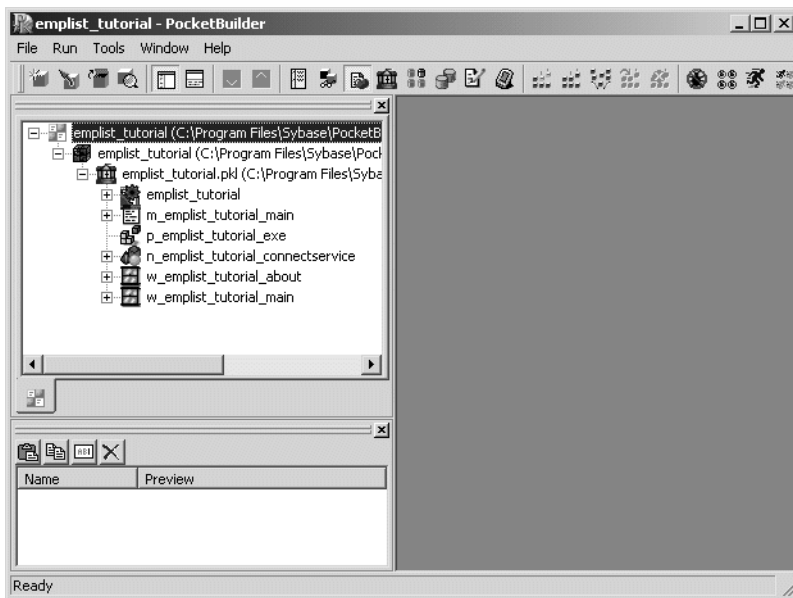 emplist_tutorial - PocketBuilder
File Run Tools Window Help
emplist_tutorial (C:\Program Files\Sybase\PocketB
emplist_tutorial (C:\Program Files\Sybase\Pock
emplist_tutorial.pkl (C:\Program Files\Syba
emplist_tutorial
m_emplist_tutorial_main
p_emplist_tutorial_exe
n_emplist_tutorial_connectservice
w_emplist_tutorial_about
w_emplist_tutorial_main
Name Preview
Ready